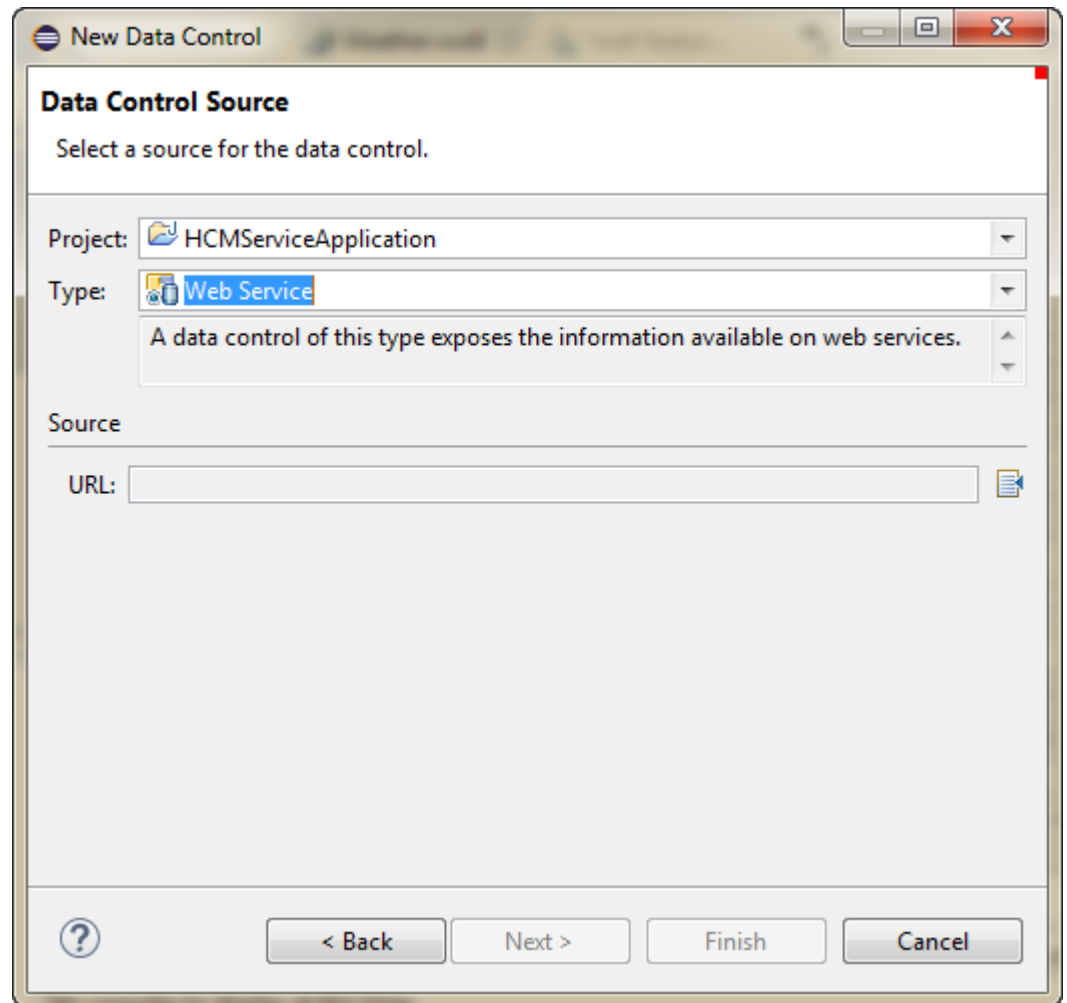 New Data Control
Data Control Source
Select a source for the data control.
Project: HCMServiceApplication
Type: Web Service
A data control of this type exposes the information available on web services.
Source
URL:
< Back Next > Finish Cancel